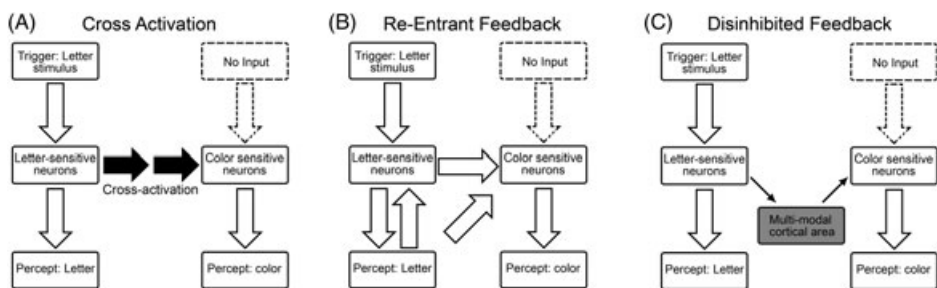 (A) Cross Activation
Trigger: Letter
stimulus
No Input
Letter-sensitive
neurons
Cross-activation
Color sensitive
neurons
Percept: Letter
Percept: color
(B) Re-Entrant Feedback
Trigger: Letter
stimulus
No Input
Letter-sensitive
neurons
Color sensitive
neurons
Percept: Letter
Percept: color
(C) Disinhibited Feedback
Trigger: Letter
stimulus
No Input
Letter-sensitive
neurons
Color sensitive
neurons
Multi-modal
cortical area
Percept: Letter
Percept: color